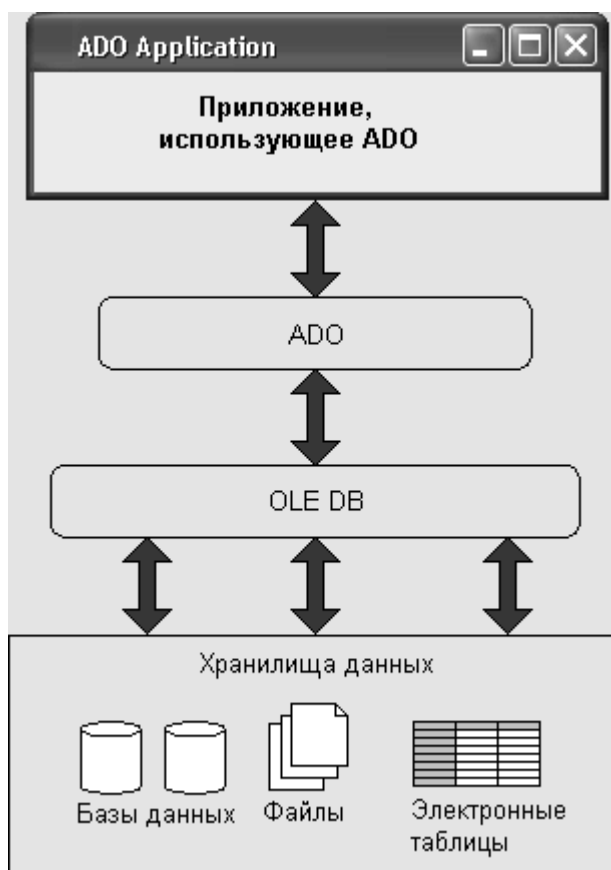 ADO Application
Приложение,
использующее ADO
ADO
OLE DB
Хранилища данных
Базы данных
Файлы
Электронные
таблицы